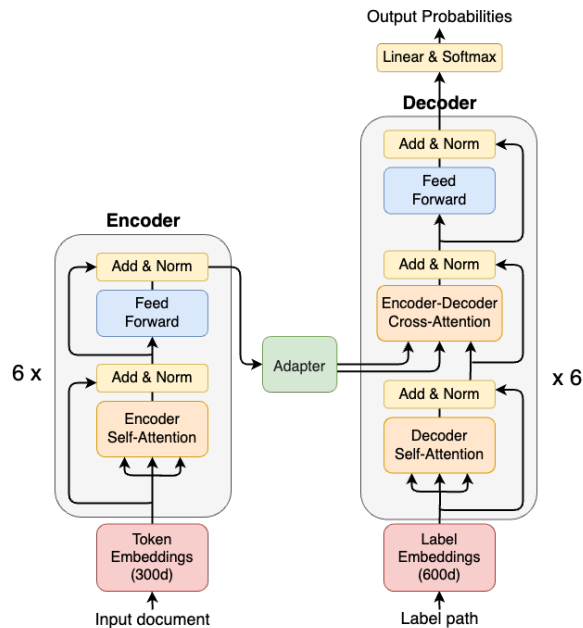 Output Probabilities
Linear & Softmax
Decoder
Add & Norm
Feed
Forward
Add & Norm
Encoder-Decoder
Cross-Attention
Add & Norm
Decoder
Self-Attention
x 6
Label
Embeddings
(600d)
Label path
Encoder
Add & Norm
Feed
Forward
6 x
Add & Norm
Encoder
Self-Attention
Token
Embeddings
(300d)
Input document
Adapter